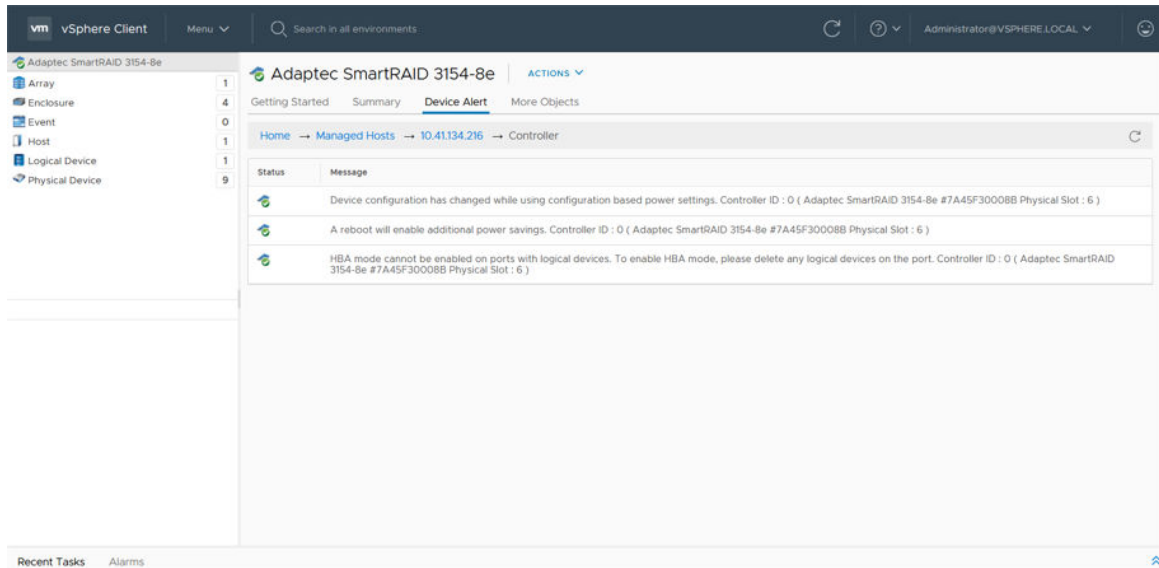 vm vSphere Client Menu Search in all environments Administrator@VSPHERE.LOCAL
Adaptec SmartRAID 3154-8e
Array 1
Enclosure 4
Event 0
Host 1
Logical Device 1
Physical Device 9
Adaptec SmartRAID 3154-8e ACTIONS
Getting Started Summary Device Alert More Objects
Home → Managed Hosts → 10.41.134.216 → Controller
Status Message
Device configuration has changed while using configuration based power settings. Controller ID : 0 ( Adaptec SmartRAID 3154-8e #7A45F30008B Physical Slot : 6 )
A reboot will enable additional power savings. Controller ID : 0 ( Adaptec SmartRAID 3154-8e #7A45F30008B Physical Slot : 6 )
HBA mode cannot be enabled on ports with logical devices. To enable HBA mode, please delete any logical devices on the port. Controller ID : 0 ( Adaptec SmartRAID
3154-8e #7A45F30008B Physical Slot : 6 )
Recent Tasks Alarms